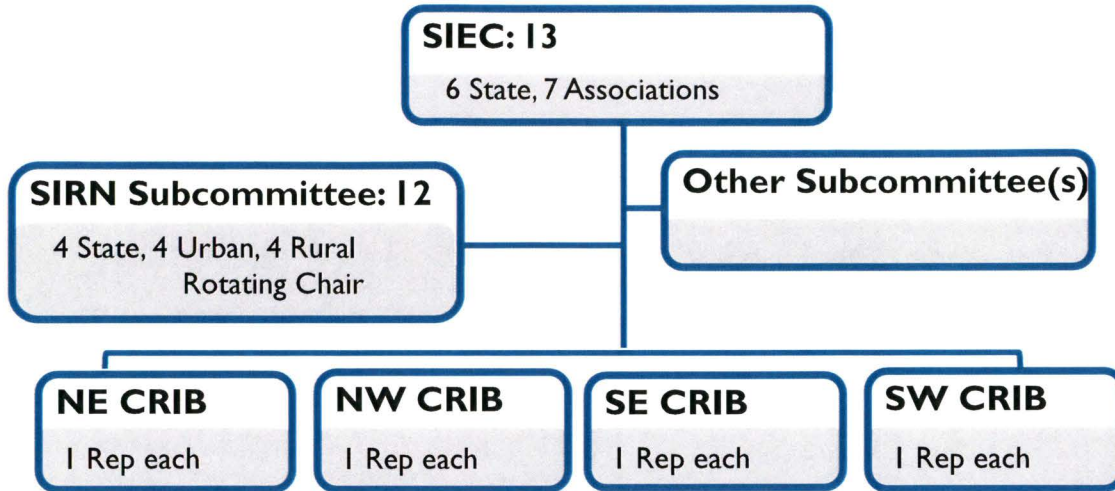 SIEC: 13
6 State, 7 Associations
SIRN Subcommittee: 12
4 State, 4 Urban, 4 Rural
Rotating Chair
Other Subcommittee(s)
NE CRIB
1 Rep each
NW CRIB
1 Rep each
SE CRIB
1 Rep each
SW CRIB
1 Rep each